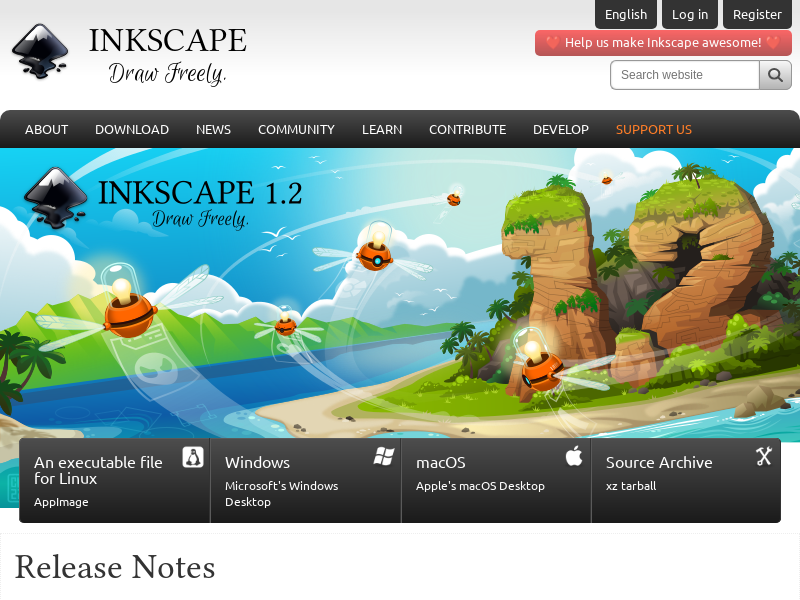 English
Log in
Register
INKSCAPE
Draw Freely.
Help us make Inkscape awesome!
Search website
ABOUT
DOWNLOAD
NEWS
COMMUNITY
LEARN
CONTRIBUTE
DEVELOP
SUPPORT US
INKSCAPE 1.2
Draw Freely.
An executable file
for Linux
AppImage
Windows
Microsoft's Windows
Desktop
macOS
Apple's macOS Desktop
Source Archive
xz tarball
Release Notes